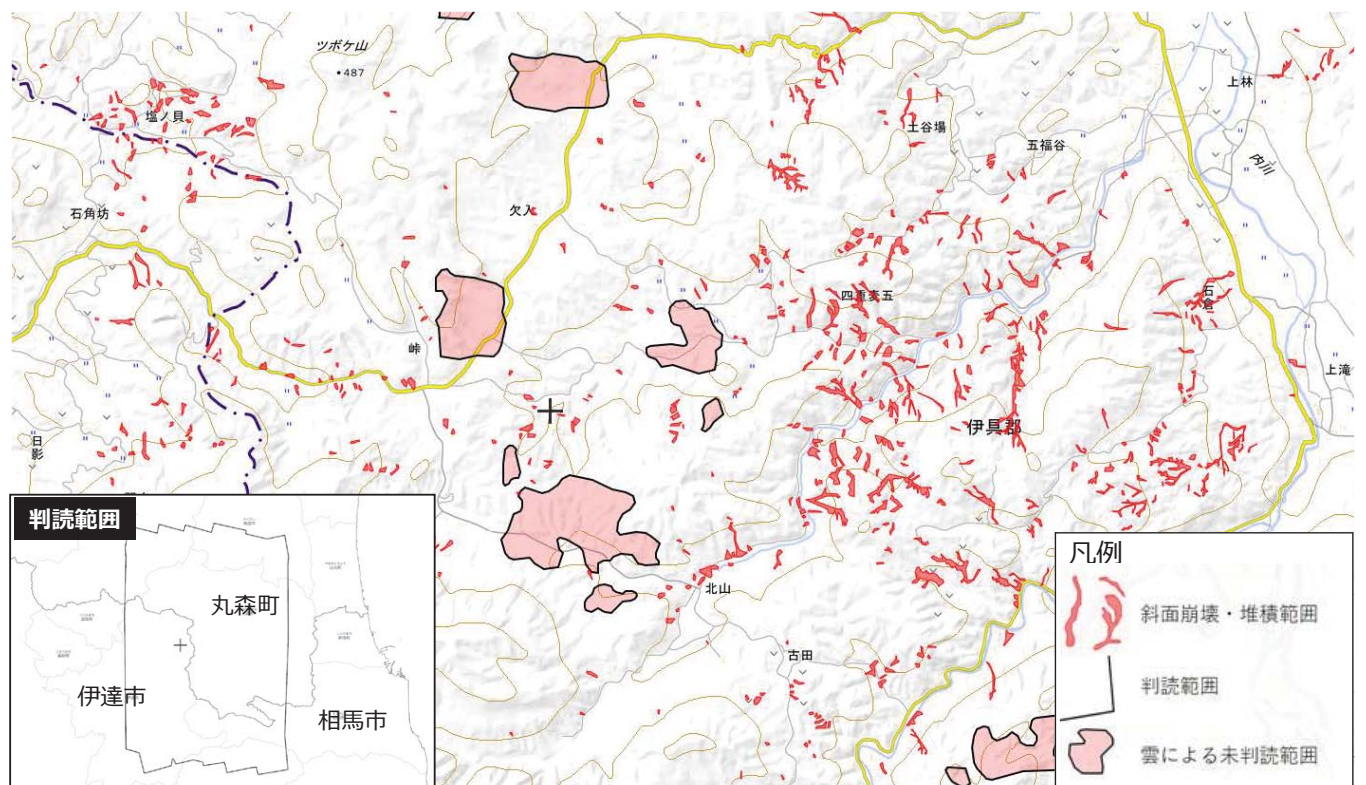 ツボケ山
487
塩ノ貝
石角坊
欠入
峠
土谷場
五福谷
上林
内川
四重麦五
石倉
上滝
伊具郡
日影
北山
古田
判読範囲
丸森町
伊達市
相馬市
凡例
斜面崩壊・堆積範囲
判読範囲
雲による未判読範囲